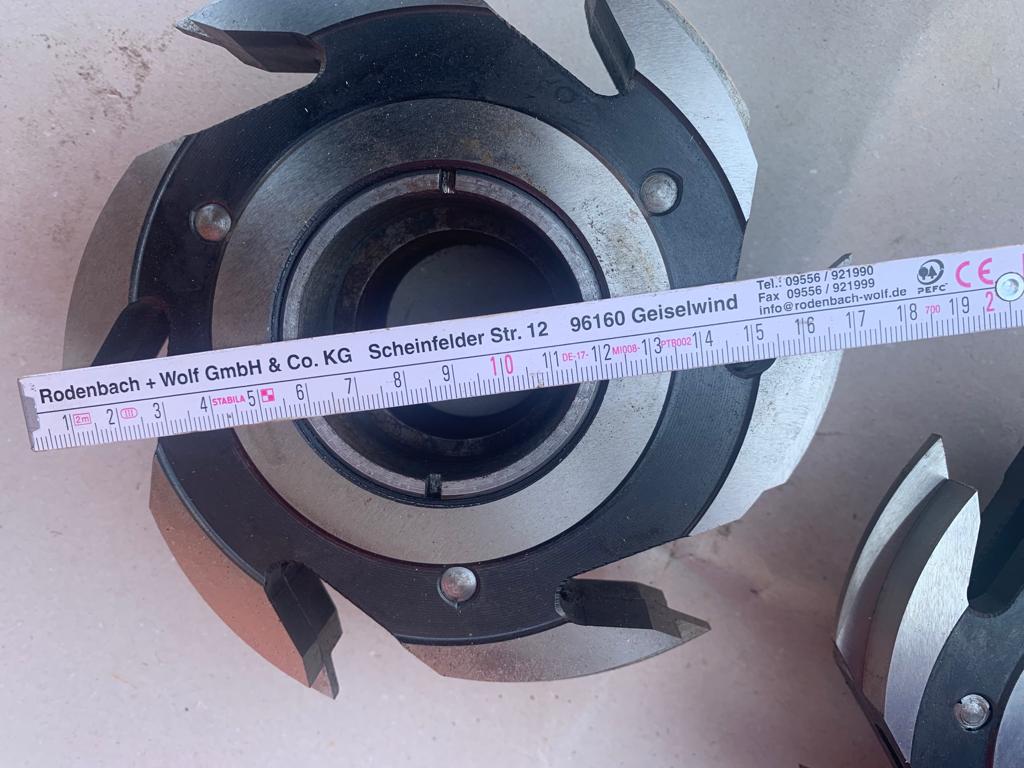 Rodenbach + Wolf GmbH & Co. KG Scheinfelder Str. 12 96160 Geiselwind
Tel.: 09556 / 921990
Fax 09556 / 921999
info@rodenbach-wolf.de
PEFC
CE
1 2m 2 III 3 4 STABILA 5 6 7 8 9 10 11 DE-17- 12 MI008- 13 PTB002 14 15 16 17 18 700 19 2